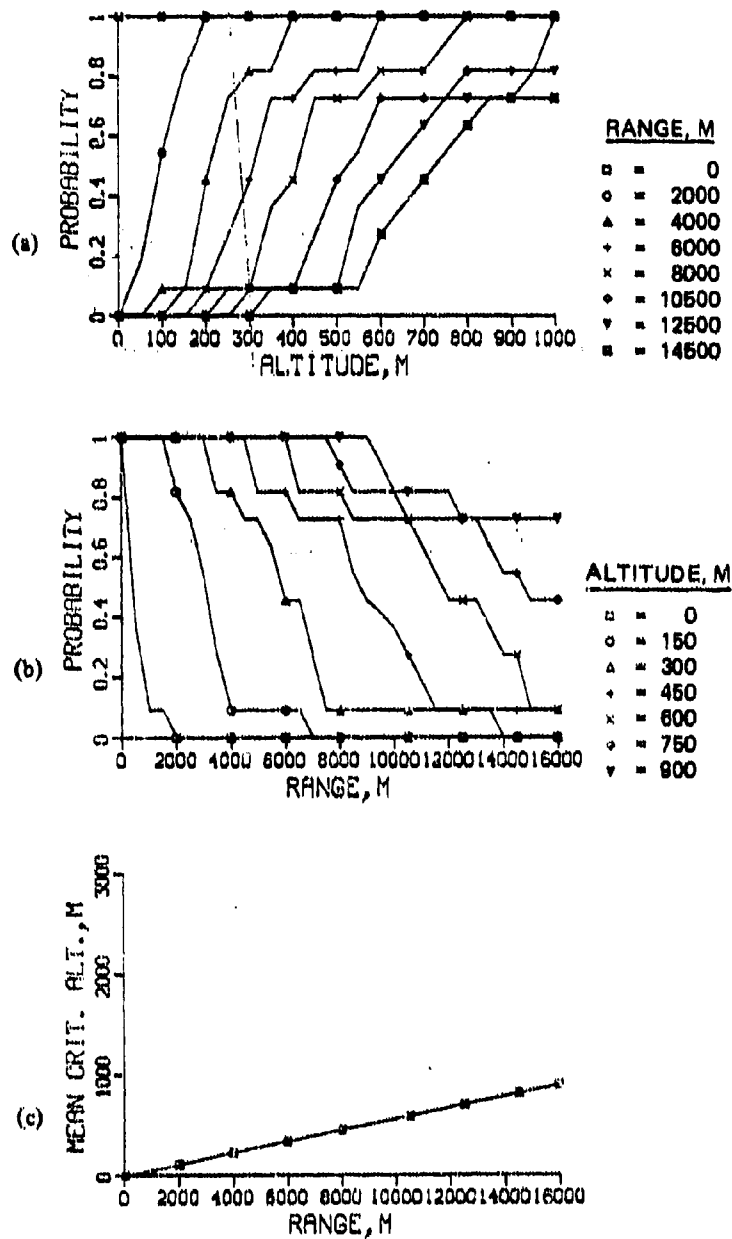 (a)
PROBABILITY
1
0.8
0.6
0.4
0.2
0
0 100 200 300 400 500 600 700 800 900 1000
ALTITUDE, M
RANGE, M
= 0
= 2000
= 4000
= 6000
= 8000
= 10500
= 12500
= 14500
(b)
PROBABILITY
1
0.8
0.6
0.4
0.2
0
0 2000 4000 6000 8000 10000 12000 14000 16000
RANGE, M
ALTITUDE, M
= 0
= 150
= 300
= 450
= 600
= 750
= 900
(c)
MEAN CRIT. ALT., M
3000
2000
1000
0
0 2000 4000 6000 8000 10000 12000 14000 16000
RANGE, M